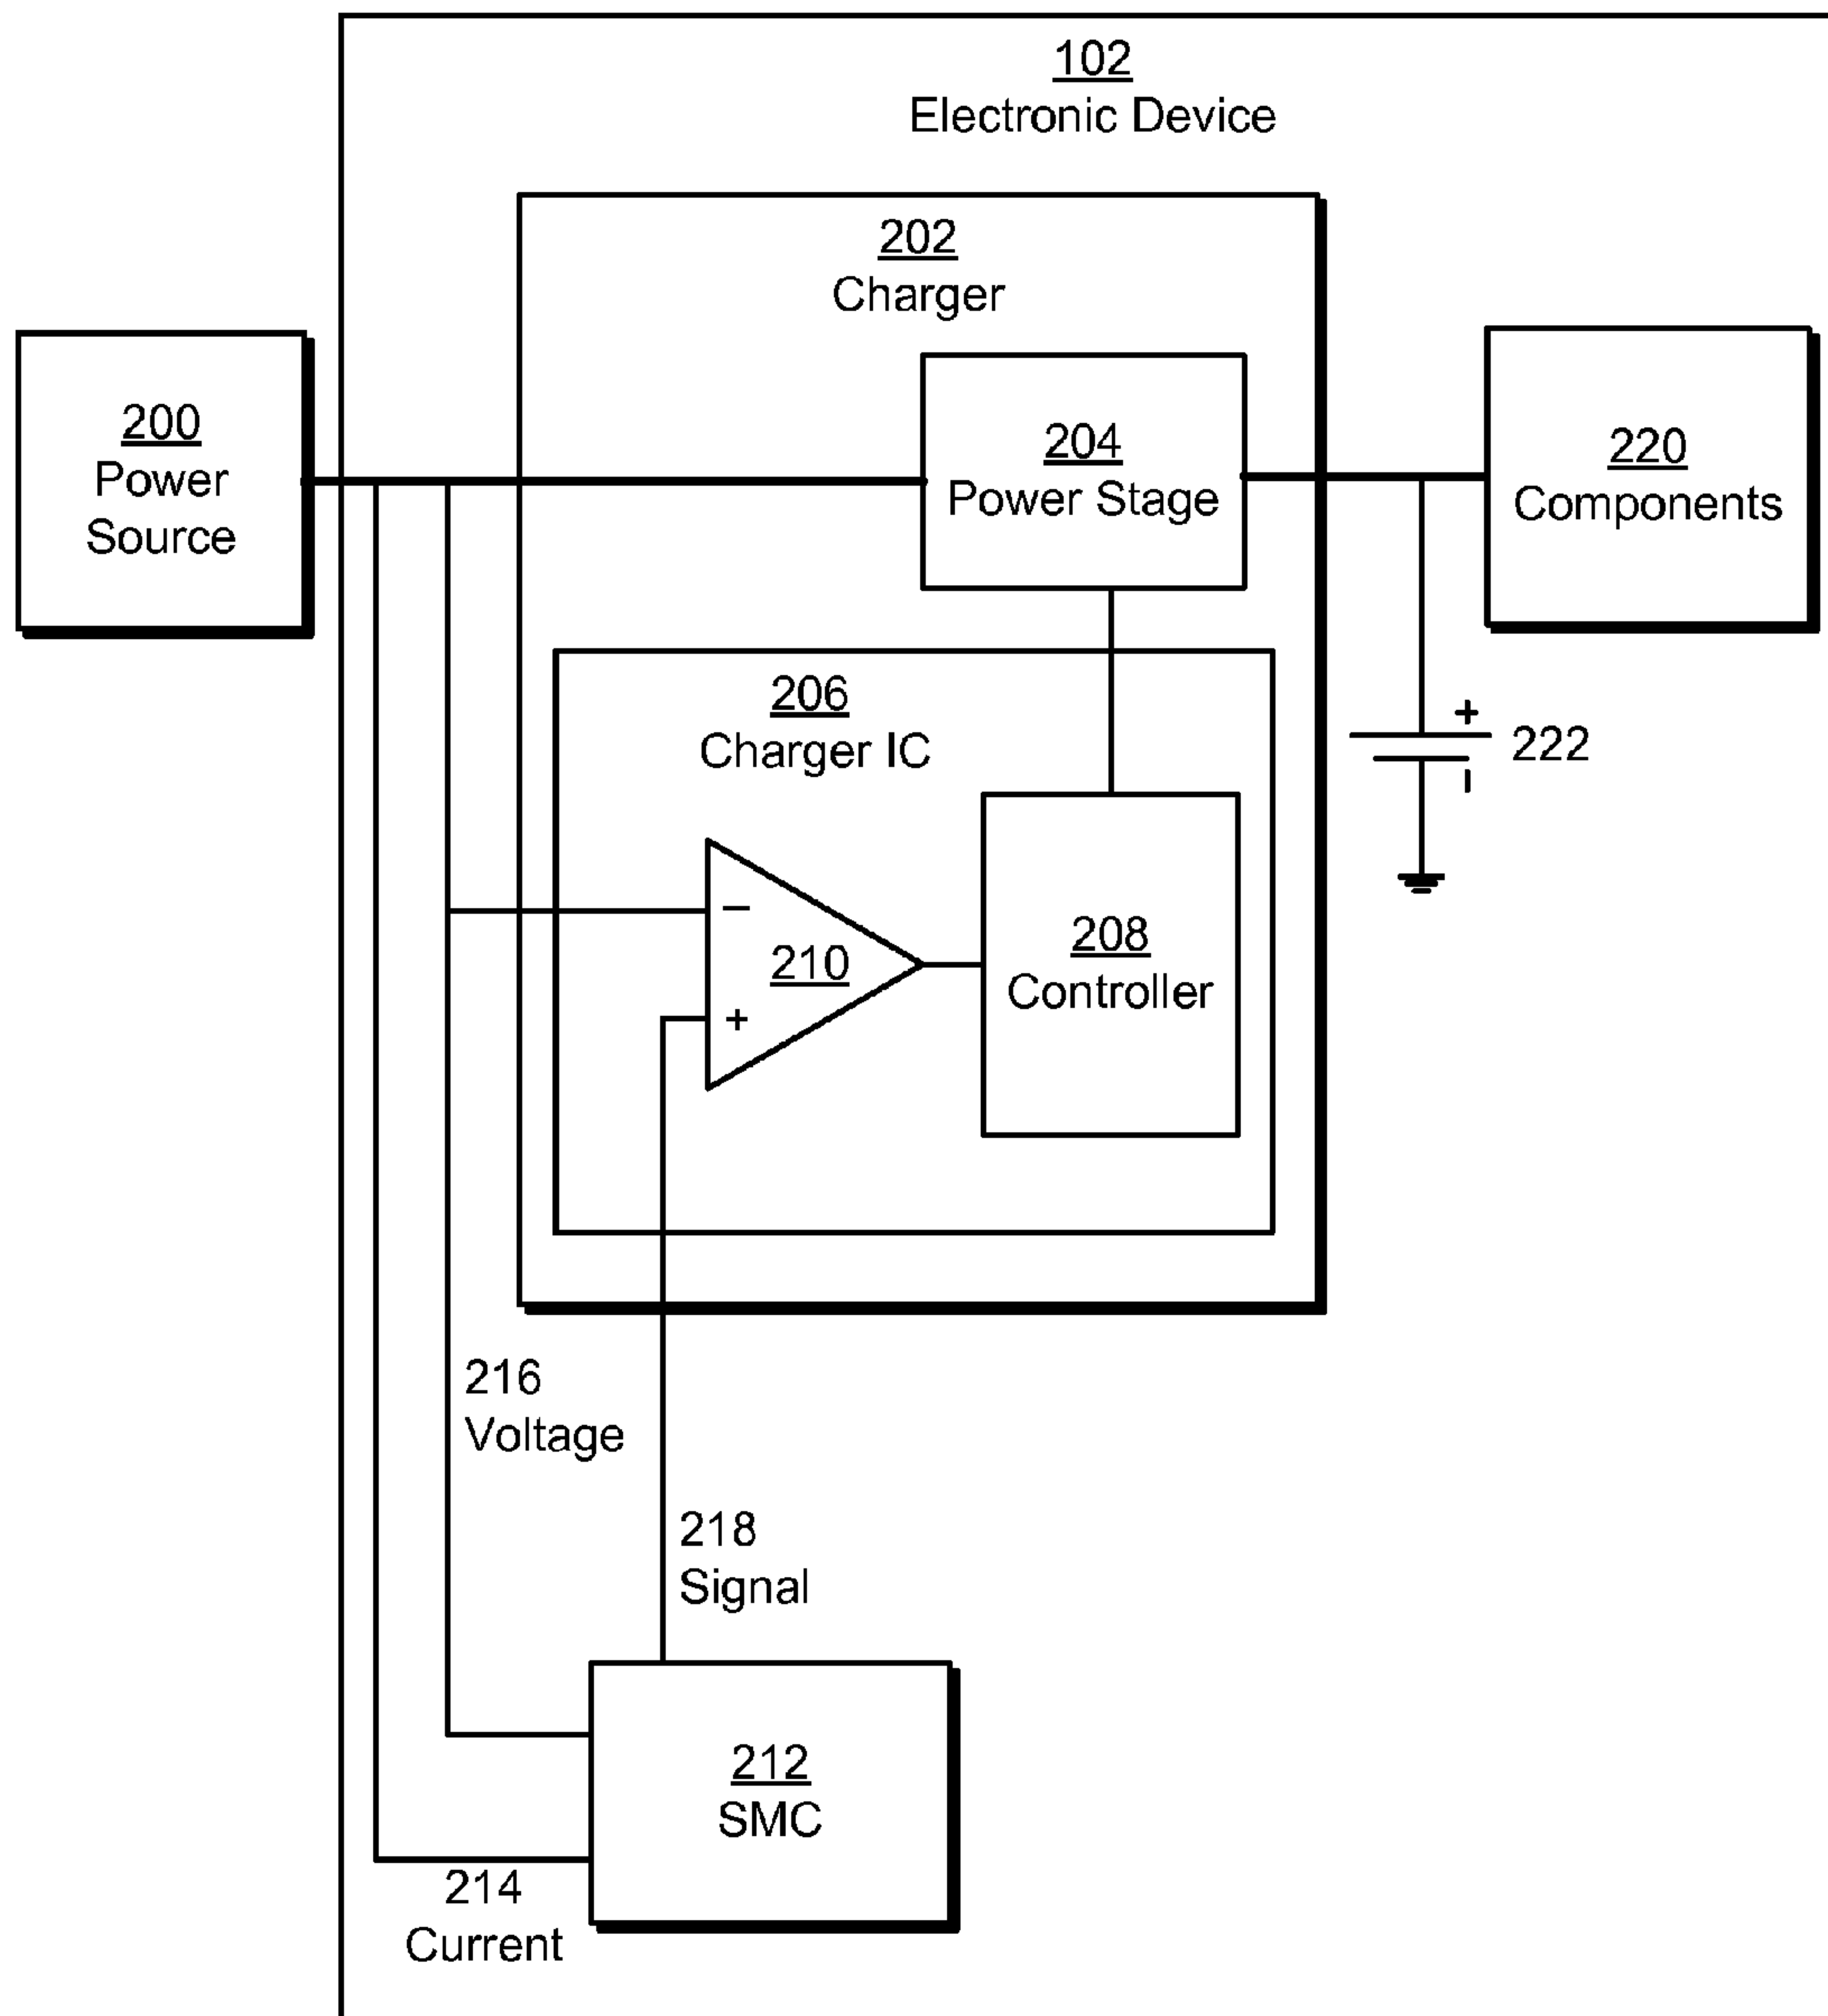 102
Electronic Device
202
Charger
200
Power
Source
204
Power Stage
220
Components
206
Charger IC
+
222
–
−
210
+
208
Controller
216
Voltage
218
Signal
212
SMC
214
Current